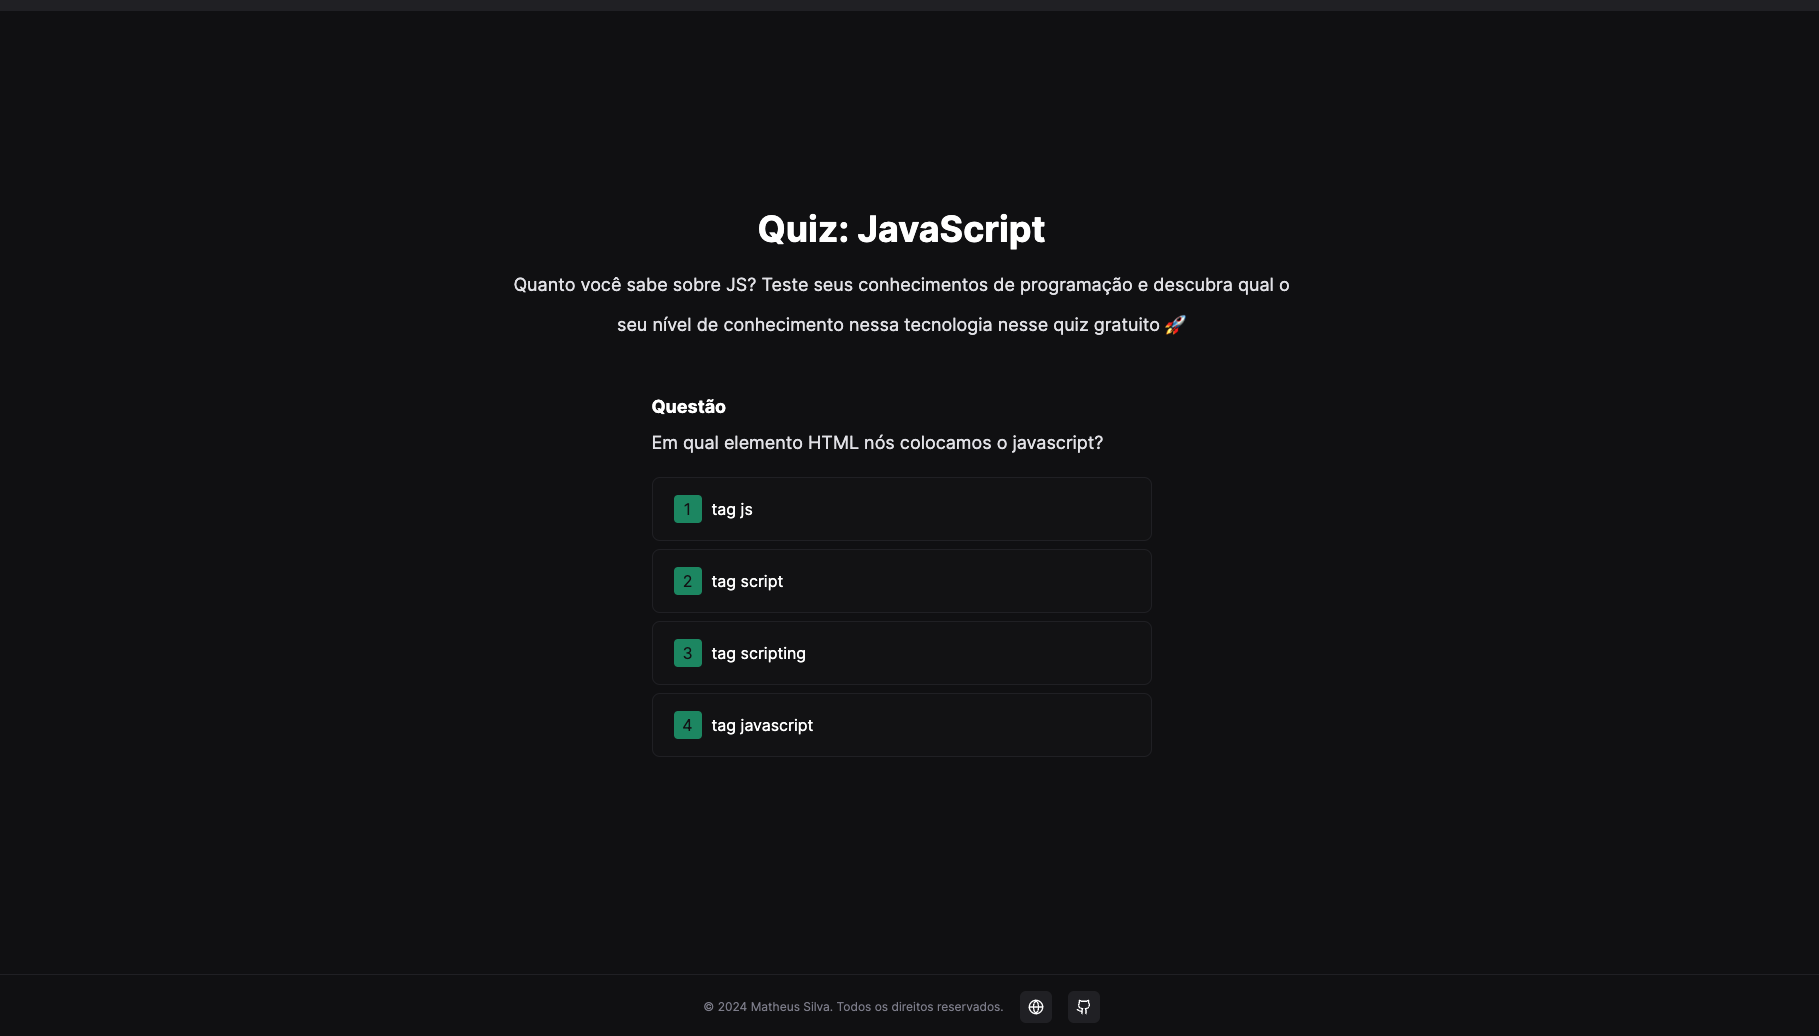 Quiz: JavaScript
Quanto você sabe sobre JS? Teste seus conhecimentos de programação e descubra qual o
seu nível de conhecimento nessa tecnologia nesse quiz gratuito 🚀
Questão
Em qual elemento HTML nós colocamos o javascript?
1 tag js
2 tag script
3 tag scripting
4 tag javascript
© 2024 Matheus Silva. Todos os direitos reservados.